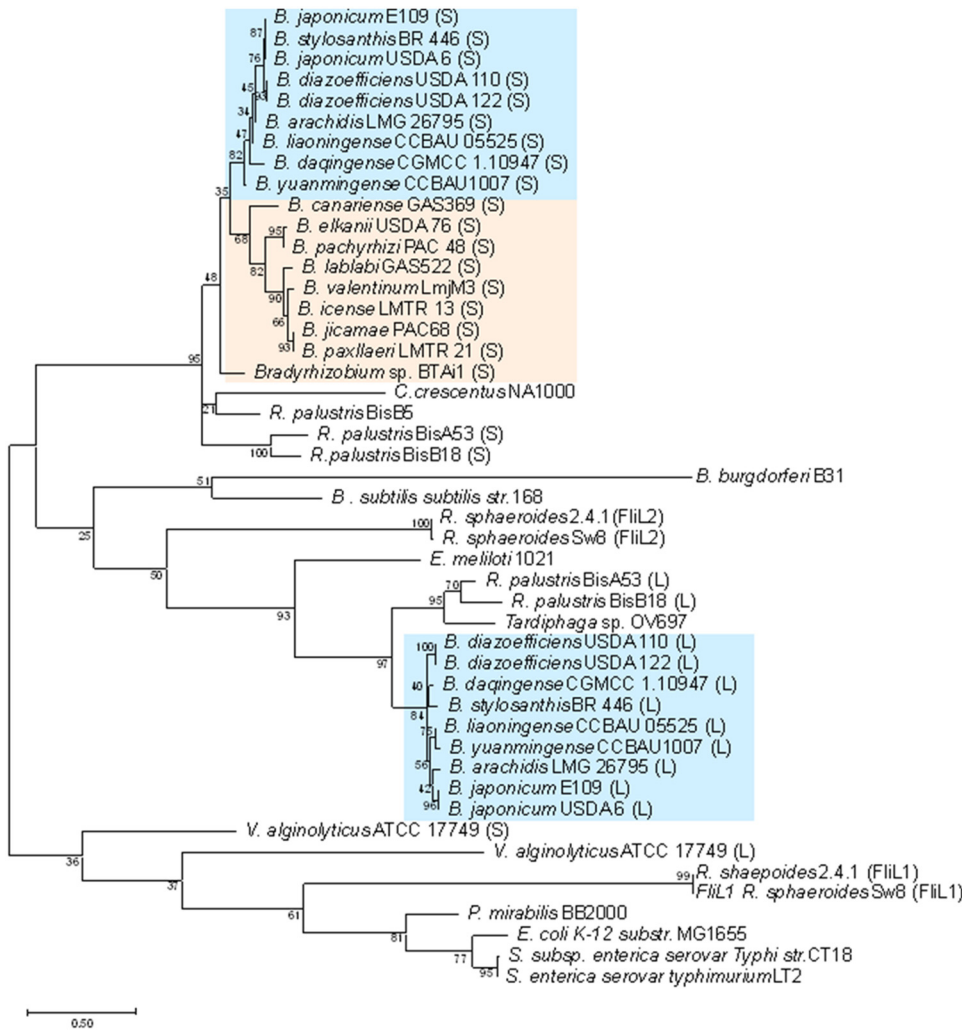 B. japonicum E109 (S)
87
B. stylosanthis BR 446 (S)
76
B. japonicum USDA 6 (S)
B. diazoefficiens USDA 110 (S)
45
93
B. diazoefficiens USDA 122 (S)
34
B. arachidis LMG 26795 (S)
47
B. liaoningense CCBAU 05525 (S)
82
B. daqingense CGMCC 1.10947 (S)
B. yuanmingense CCBAU1007 (S)
35
B. canariense GAS369 (S)
B. elkanii USDA 76 (S)
95
68
B. pachyrhizi PAC 48 (S)
82
B. lablabi GAS522 (S)
48
B. valentinum LmjM3 (S)
90
B. icense LMTR 13 (S)
66
B. jicamae PAC68 (S)
93
B. paxllaeri LMTR 21 (S)
95
Bradyrhizobium sp. BTAi1 (S)
C.crescentus NA1000
21
R. palustris BisB5
R. palustris BisA53 (S)
100
R.palustris BisB18 (S)
B. burgdorferi B31
51
B . subtilis subtilis str.168
R. sphaeroides 2.4.1 (FliL2)
100
R. sphaeroides Sw8 (FliL2)
25
E. meliloti 1021
50
R. palustris BisA53 (L)
70
R. palustris BisB18 (L)
95
93
Tardiphaga sp. OV697
B. diazoefficiens USDA 110 (L)
100
B. diazoefficiens USDA 122 (L)
97
B. daqingense CGMCC 1.10947 (L)
40
B. stylosanthis BR 446 (L)
84
B. liaoningense CCBAU 05525 (L)
75
B. yuanmingense CCBAU1007 (L)
56
B. arachidis LMG 26795 (L)
42
B. japonicum E109 (L)
96
B. japonicum USDA6 (L)
V. alginolyticus ATCC 17749 (S)
36
V. alginolyticus ATCC 17749 (L)
37
R. shaepoides 2.4.1 (FliL1)
99
FliL1 R. sphaeroides Sw8 (FliL1)
61
P. mirabilis BB2000
81
E. coli K-12 substr. MG1655
77
S. subsp. enterica serovar Typhi str.CT18
95
S. enterica serovar typhimurium LT2
0.50